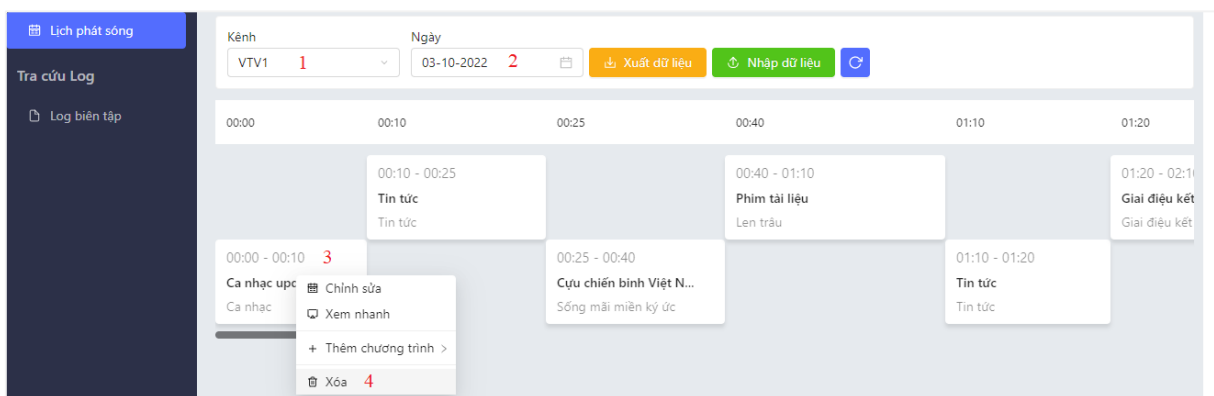 Lịch phát sóng
Tra cứu Log
Log biên tập
Kênh
Ngày
VTV1 1
03-10-2022 2
Xuất dữ liệu
Nhập dữ liệu
00:00 00:10 00:25 00:40 01:10 01:20
00:10 - 00:25
Tin tức
Tin tức
00:40 - 01:10
Phim tài liệu
Len trâu
01:20 - 02:1
Giai điệu kết
Giai điệu kết
00:00 - 00:10 3
Ca nhạc upd
Ca nhạc
00:25 - 00:40
Cựu chiến binh Việt N...
Sống mãi miền ký ức
01:10 - 01:20
Tin tức
Tin tức
Chỉnh sửa
Xem nhanh
+ Thêm chương trình >
Xóa 4